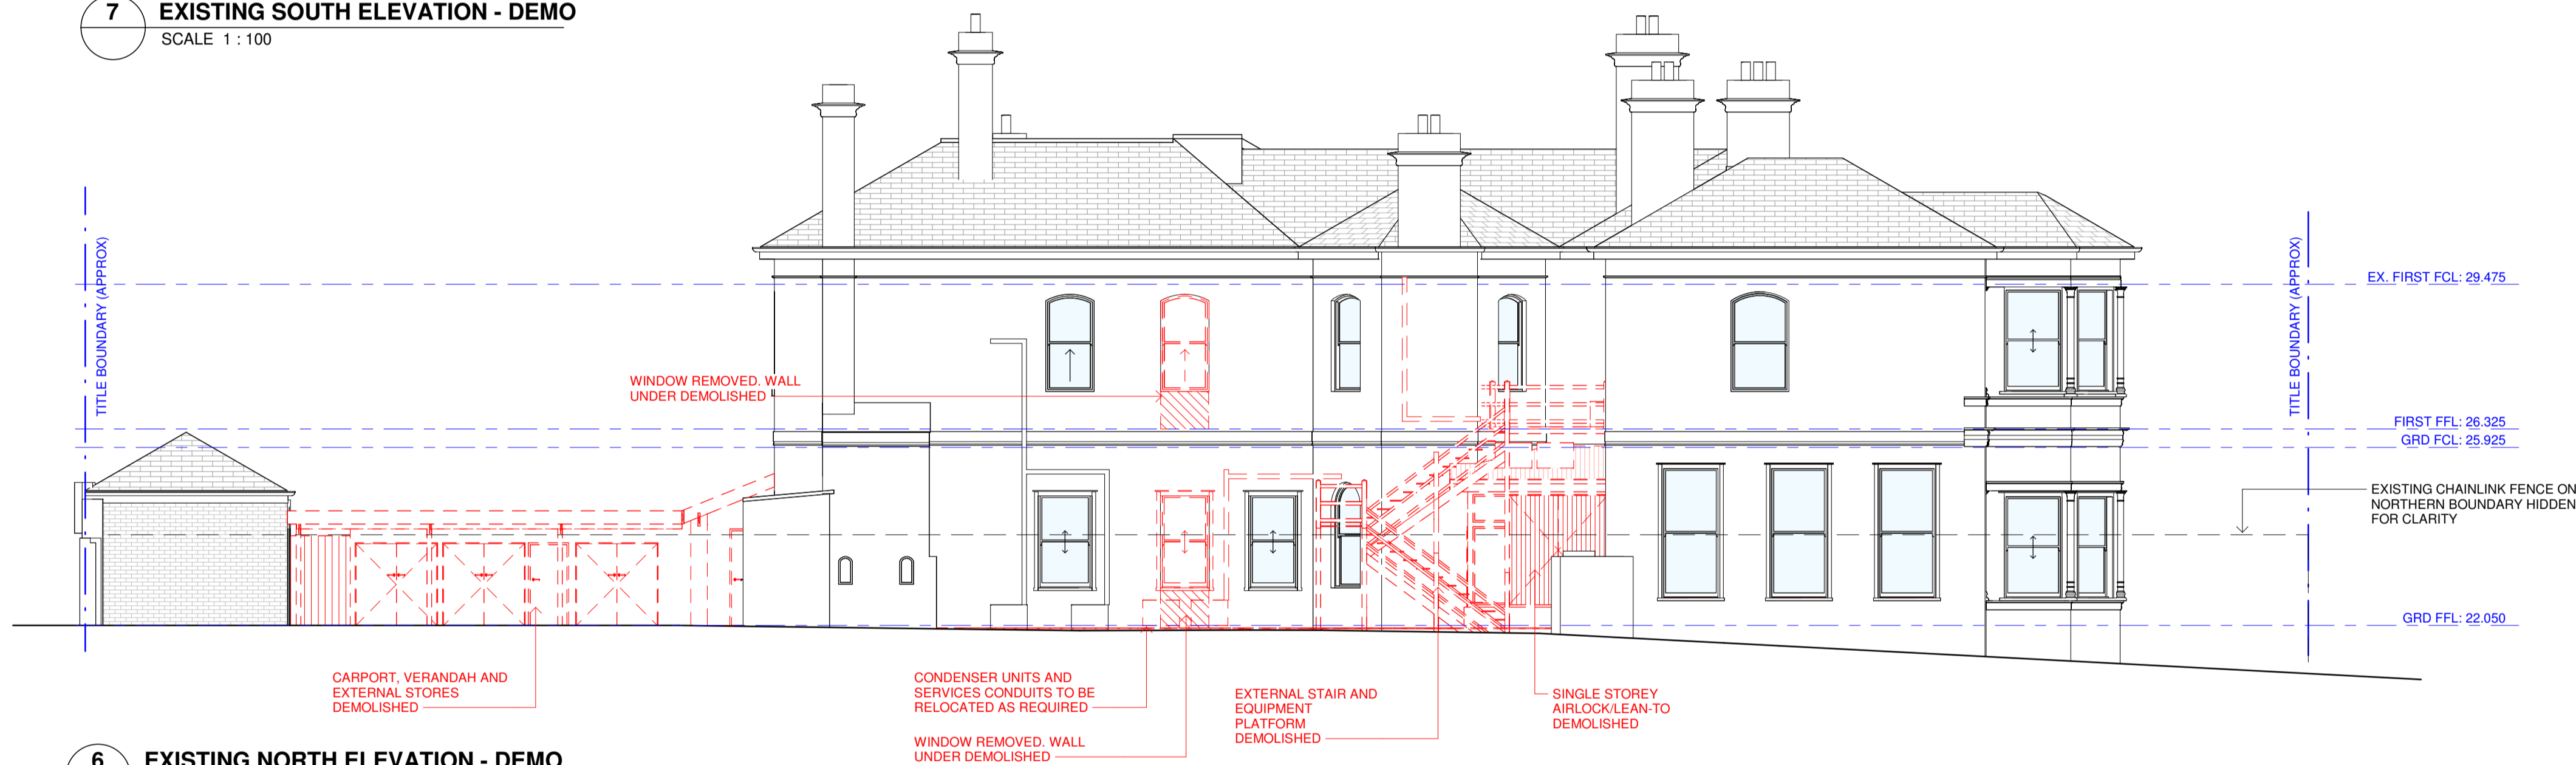 7
EXISTING SOUTH ELEVATION - DEMO
SCALE 1 : 100
TITLE BOUNDARY (APPROX)
TITLE BOUNDARY (APPROX)
EX. FIRST FCL: 29.475
WINDOW REMOVED. WALL
UNDER DEMOLISHED
FIRST FFL: 26.325
GRD FCL: 25.925
EXISTING CHAINLINK FENCE ON
NORTHERN BOUNDARY HIDDEN
FOR CLARITY
GRD FFL: 22.050
CARPORT, VERANDAH AND
EXTERNAL STORES
DEMOLISHED
CONDENSER UNITS AND
SERVICES CONDUITS TO BE
RELOCATED AS REQUIRED
WINDOW REMOVED. WALL
UNDER DEMOLISHED
EXTERNAL STAIR AND
EQUIPMENT
PLATFORM
DEMOLISHED
SINGLE STOREY
AIRLOCK/LEAN-TO
DEMOLISHED
6
EXISTING NORTH ELEVATION - DEMO